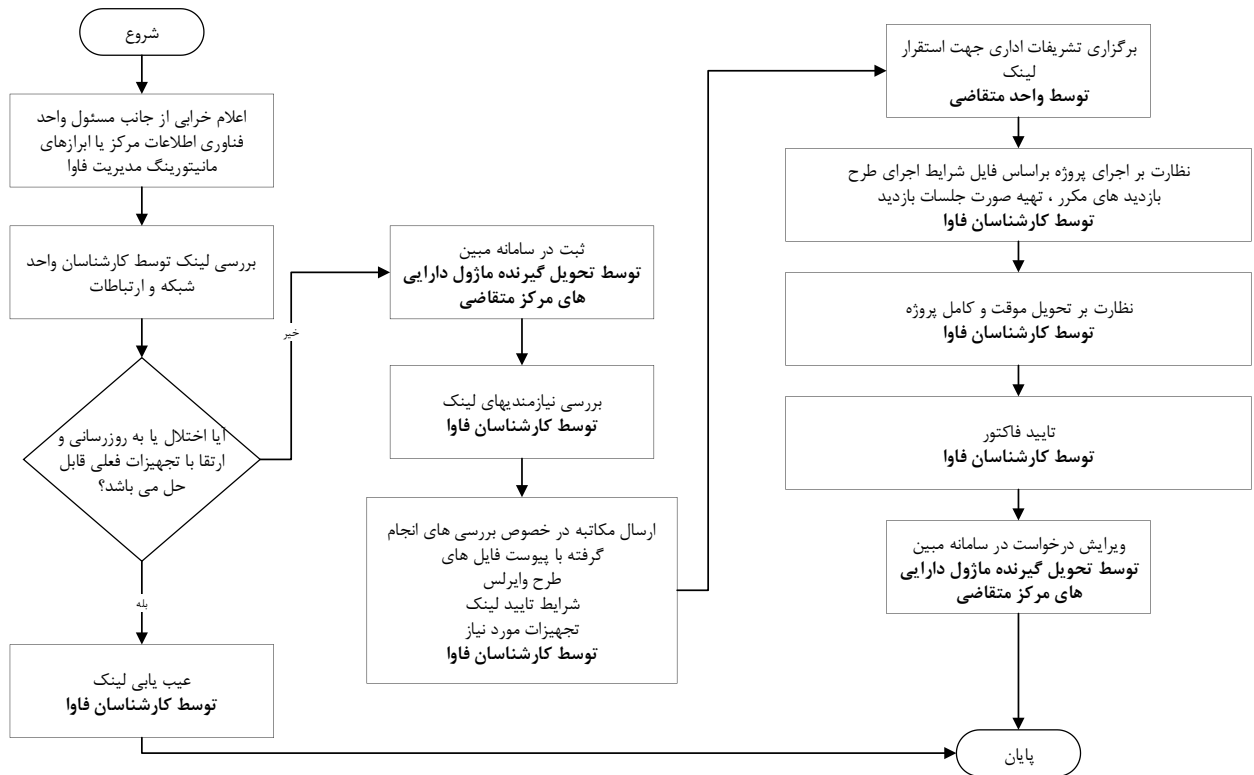 شروع
اعلام خرابی از جانب مسئول واحد
فناوری اطلاعات مرکز یا ابرازهای
مانیتورینگ مدیریت فاوا
بررسی لینک توسط کارشناسان واحد
شبکه و ارتباطات
آیا اختلال یا به روزرسانی و
ارتقا با تجهیزات فعلی قابل
حل می باشد؟
بله
عیب یابی لینک
توسط کارشناسان فاوا
خیر
ثبت در سامانه مبین
توسط تحویل گیرنده ماژول دارایی
های مرکز متقاضی
بررسی نیازمندیهای لینک
توسط کارشناسان فاوا
ارسال مکاتبه در خصوص بررسی های انجام
گرفته با پیوست فایل های
طرح وایرلس
شرایط تایید لینک
تجهیزات مورد نیاز
توسط کارشناسان فاوا
برگزاری تشریفات اداری جهت استقرار
لینک
توسط واحد متقاضی
نظارت بر اجرای پروژه براساس فایل شرایط اجرای طرح
بازدید های مکرر ، تهیه صورت جلسات بازدید
توسط کارشناسان فاوا
نظارت بر تحویل موقت و کامل پروژه
توسط کارشناسان فاوا
تایید فاکتور
توسط کارشناسان فاوا
ویرایش درخواست در سامانه مبین
توسط تحویل گیرنده ماژول دارایی
های مرکز متقاضی
پایان